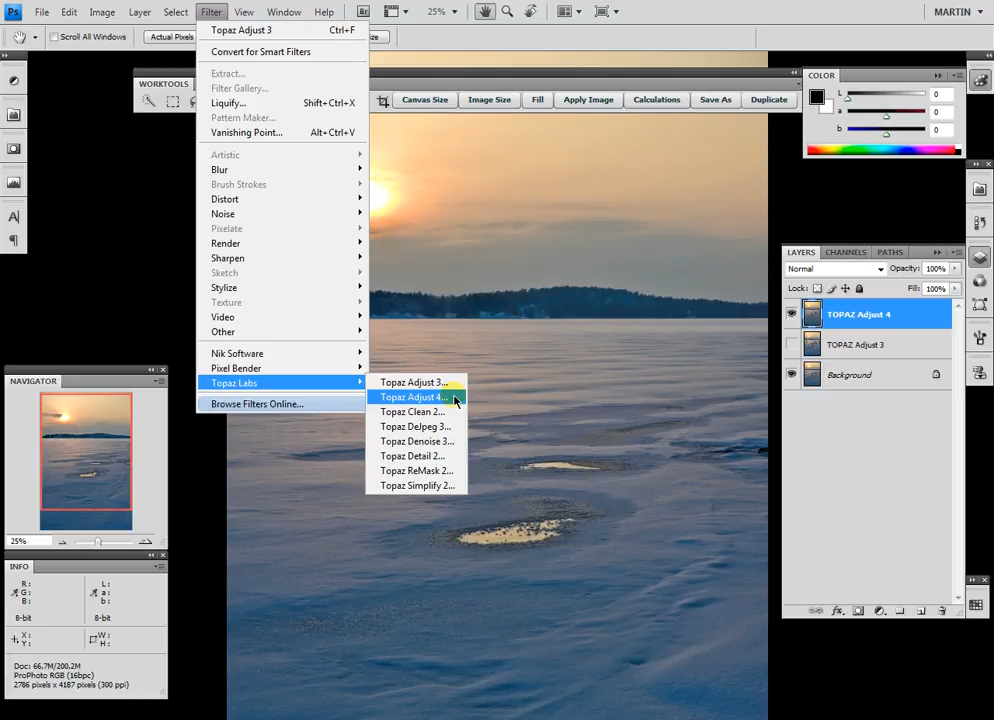 Ps File Edit Image Layer Select Filter View Window Help Br 25% MARTIN
Scroll All Windows Actual Pixels
Topaz Adjust 3 Ctrl+F
Convert for Smart Filters
Extract...
Filter Gallery...
Liquify... Shift+Ctrl+X
Pattern Maker...
Vanishing Point... Alt+Ctrl+V
Artistic
Blur
Brush Strokes
Distort
Noise
Pixelate
Render
Sharpen
Sketch
Stylize
Texture
Video
Other
Nik Software
Pixel Bender
Topaz Labs
Browse Filters Online...
Topaz Adjust 3...
Topaz Adjust 4...
Topaz Clean 2...
Topaz DeJpeg 3...
Topaz Denoise 3...
Topaz Detail 2...
Topaz ReMask 2...
Topaz Simplify 2...
WORKTOOLS
Canvas Size Image Size Fill Apply Image Calculations Save As Duplicate
COLOR
L 0
a 0
b 0
LAYERS CHANNELS PATHS
Normal Opacity: 100%
Lock: Fill: 100%
TOPAZ Adjust 4
TOPAZ Adjust 3
Background
NAVIGATOR
25%
INFO
R: L:
G: a:
B: b:
8-bit 8-bit
X: W:
Y: H:
Doc: 66,7M/200,2M
ProPhoto RGB (16bpc)
2786 pixels x 4187 pixels (300 ppi)